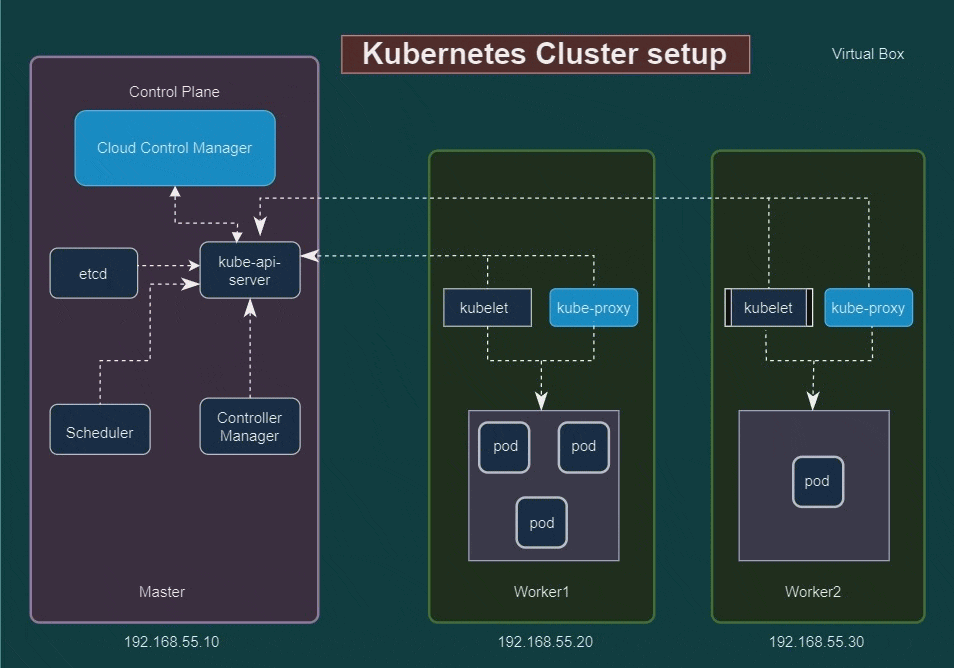 Kubernetes Cluster setup
Virtual Box
Control Plane
Cloud Control Manager
etcd
kube-api-
server
Scheduler
Controller
Manager
Master
192.168.55.10
kubelet
kube-proxy
pod
pod
pod
Worker1
192.168.55.20
kubelet
kube-proxy
pod
Worker2
192.168.55.30